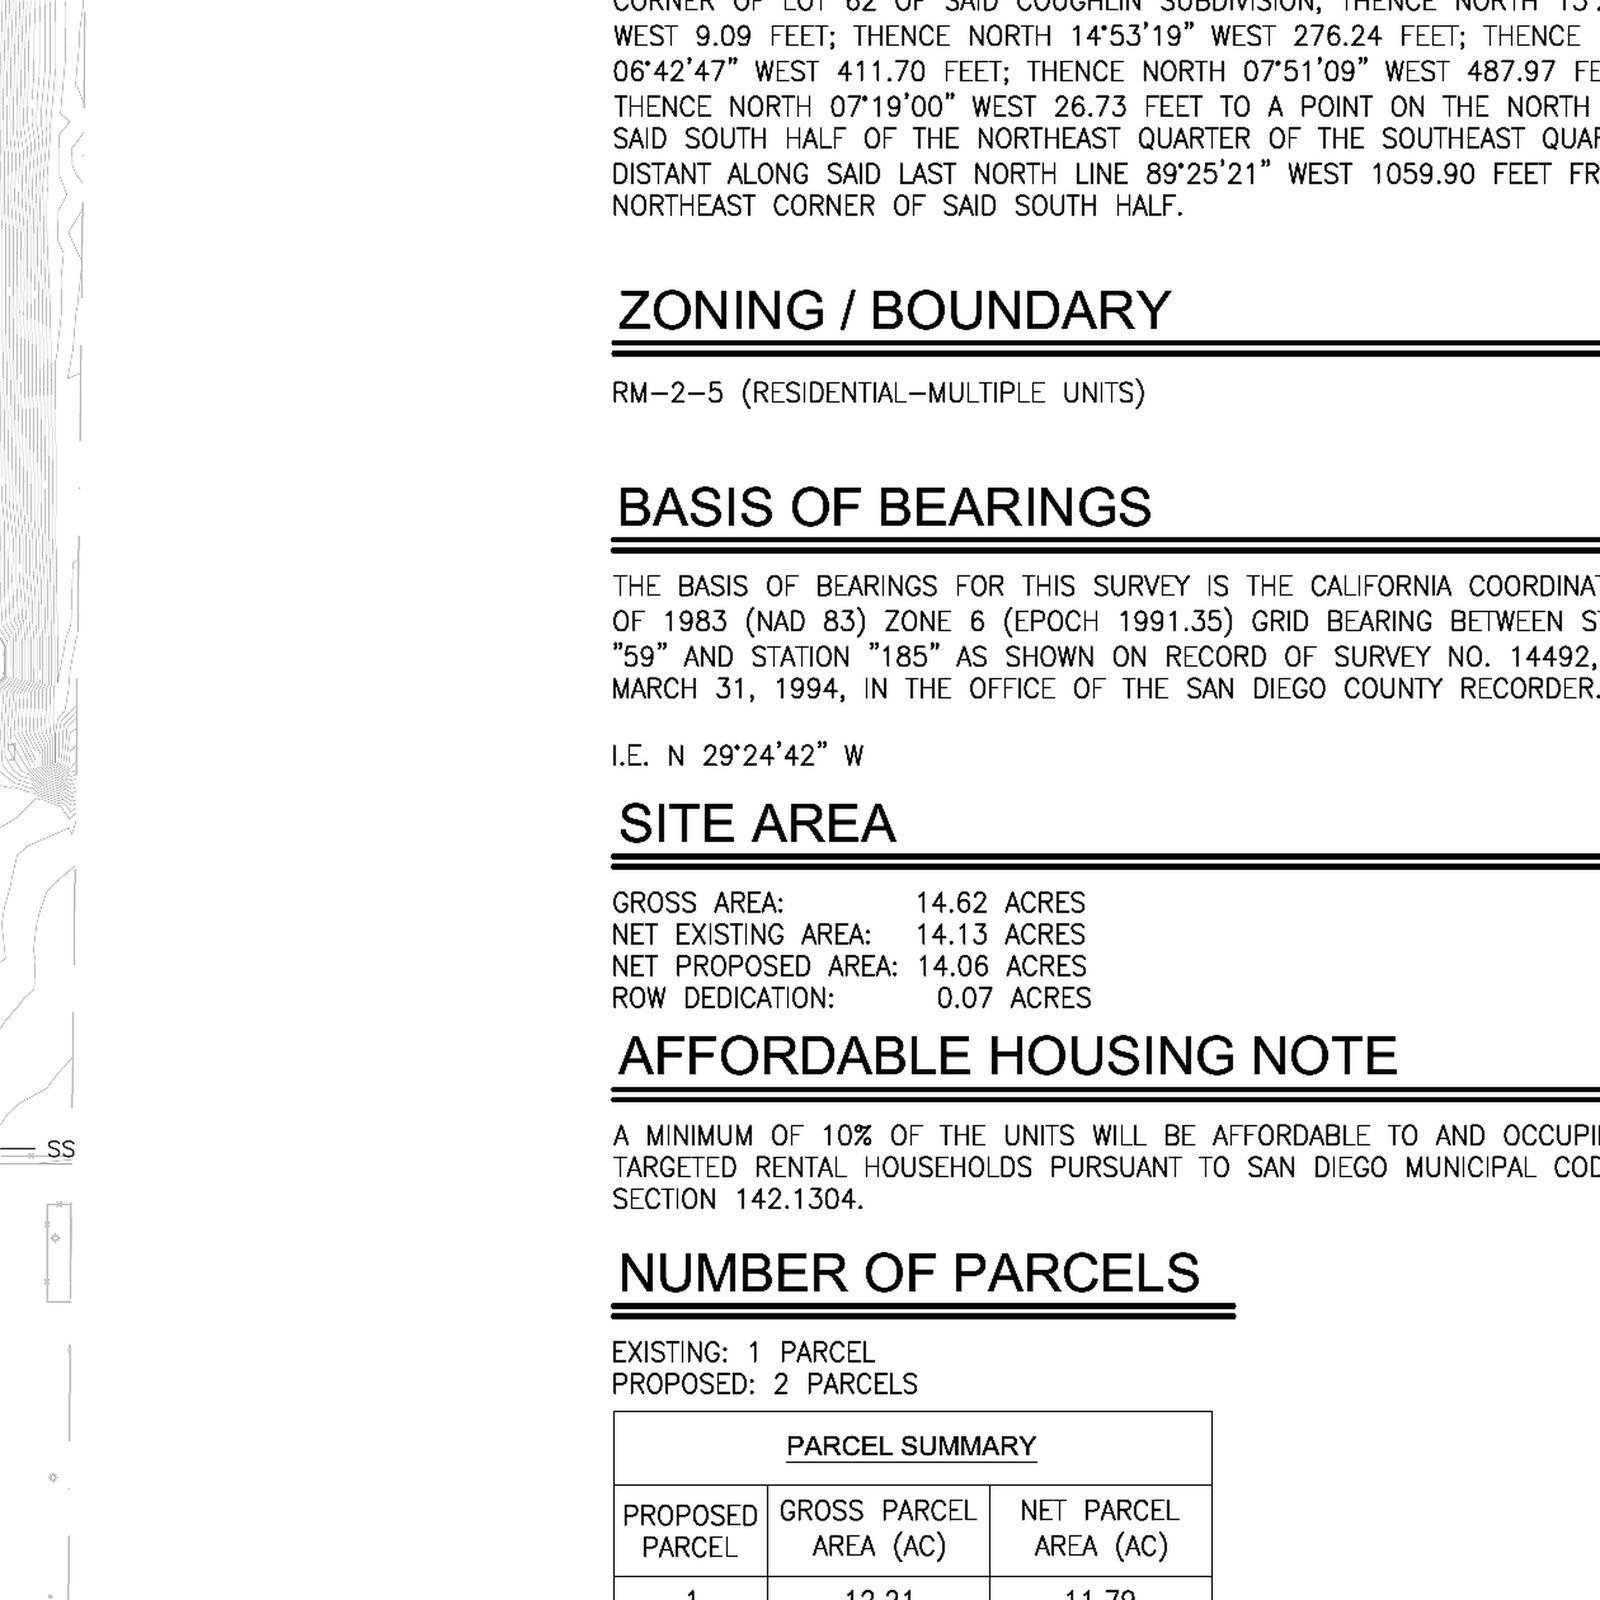 CORNER OF LOT 62 OF SAID COUGHLIN SUBDIVISION; THENCE NORTH
WEST 9.09 FEET; THENCE NORTH 14°53'19" WEST 276.24 FEET; THENCE
06°42'47" WEST 411.70 FEET; THENCE NORTH 07°51'09" WEST 487.97
THENCE NORTH 07°19'00" WEST 26.73 FEET TO A POINT ON THE NORTH
SAID SOUTH HALF OF THE NORTHEAST QUARTER OF THE SOUTHEAST
DISTANT ALONG SAID LAST NORTH LINE 89°25'21" WEST 1059.90 FEET
NORTHEAST CORNER OF SAID SOUTH HALF.
ZONING / BOUNDARY
RM-2-5 (RESIDENTIAL-MULTIPLE UNITS)
BASIS OF BEARINGS
THE BASIS OF BEARINGS FOR THIS SURVEY IS THE CALIFORNIA
OF 1983 (NAD 83) ZONE 6 (EPOCH 1991.35) GRID BEARING BETWEEN
"59" AND STATION "185" AS SHOWN ON RECORD OF SURVEY NO. 14492,
MARCH 31, 1994, IN THE OFFICE OF THE SAN DIEGO COUNTY RECORDER.
I.E. N 29°24'42" W
SITE AREA
GROSS AREA: 14.62 ACRES
NET EXISTING AREA: 14.13 ACRES
NET PROPOSED AREA: 14.06 ACRES
ROW DEDICATION: 0.07 ACRES
AFFORDABLE HOUSING NOTE
A MINIMUM OF 10% OF THE UNITS WILL BE AFFORDABLE TO AND
TARGETED RENTAL HOUSEHOLDS PURSUANT TO SAN DIEGO MUNICIPAL
SECTION 142.1304.
SS
NUMBER OF PARCELS
EXISTING: 1 PARCEL
PROPOSED: 2 PARCELS
PARCEL SUMMARY
PROPOSED PARCEL
GROSS PARCEL AREA (AC)
NET PARCEL AREA (AC)